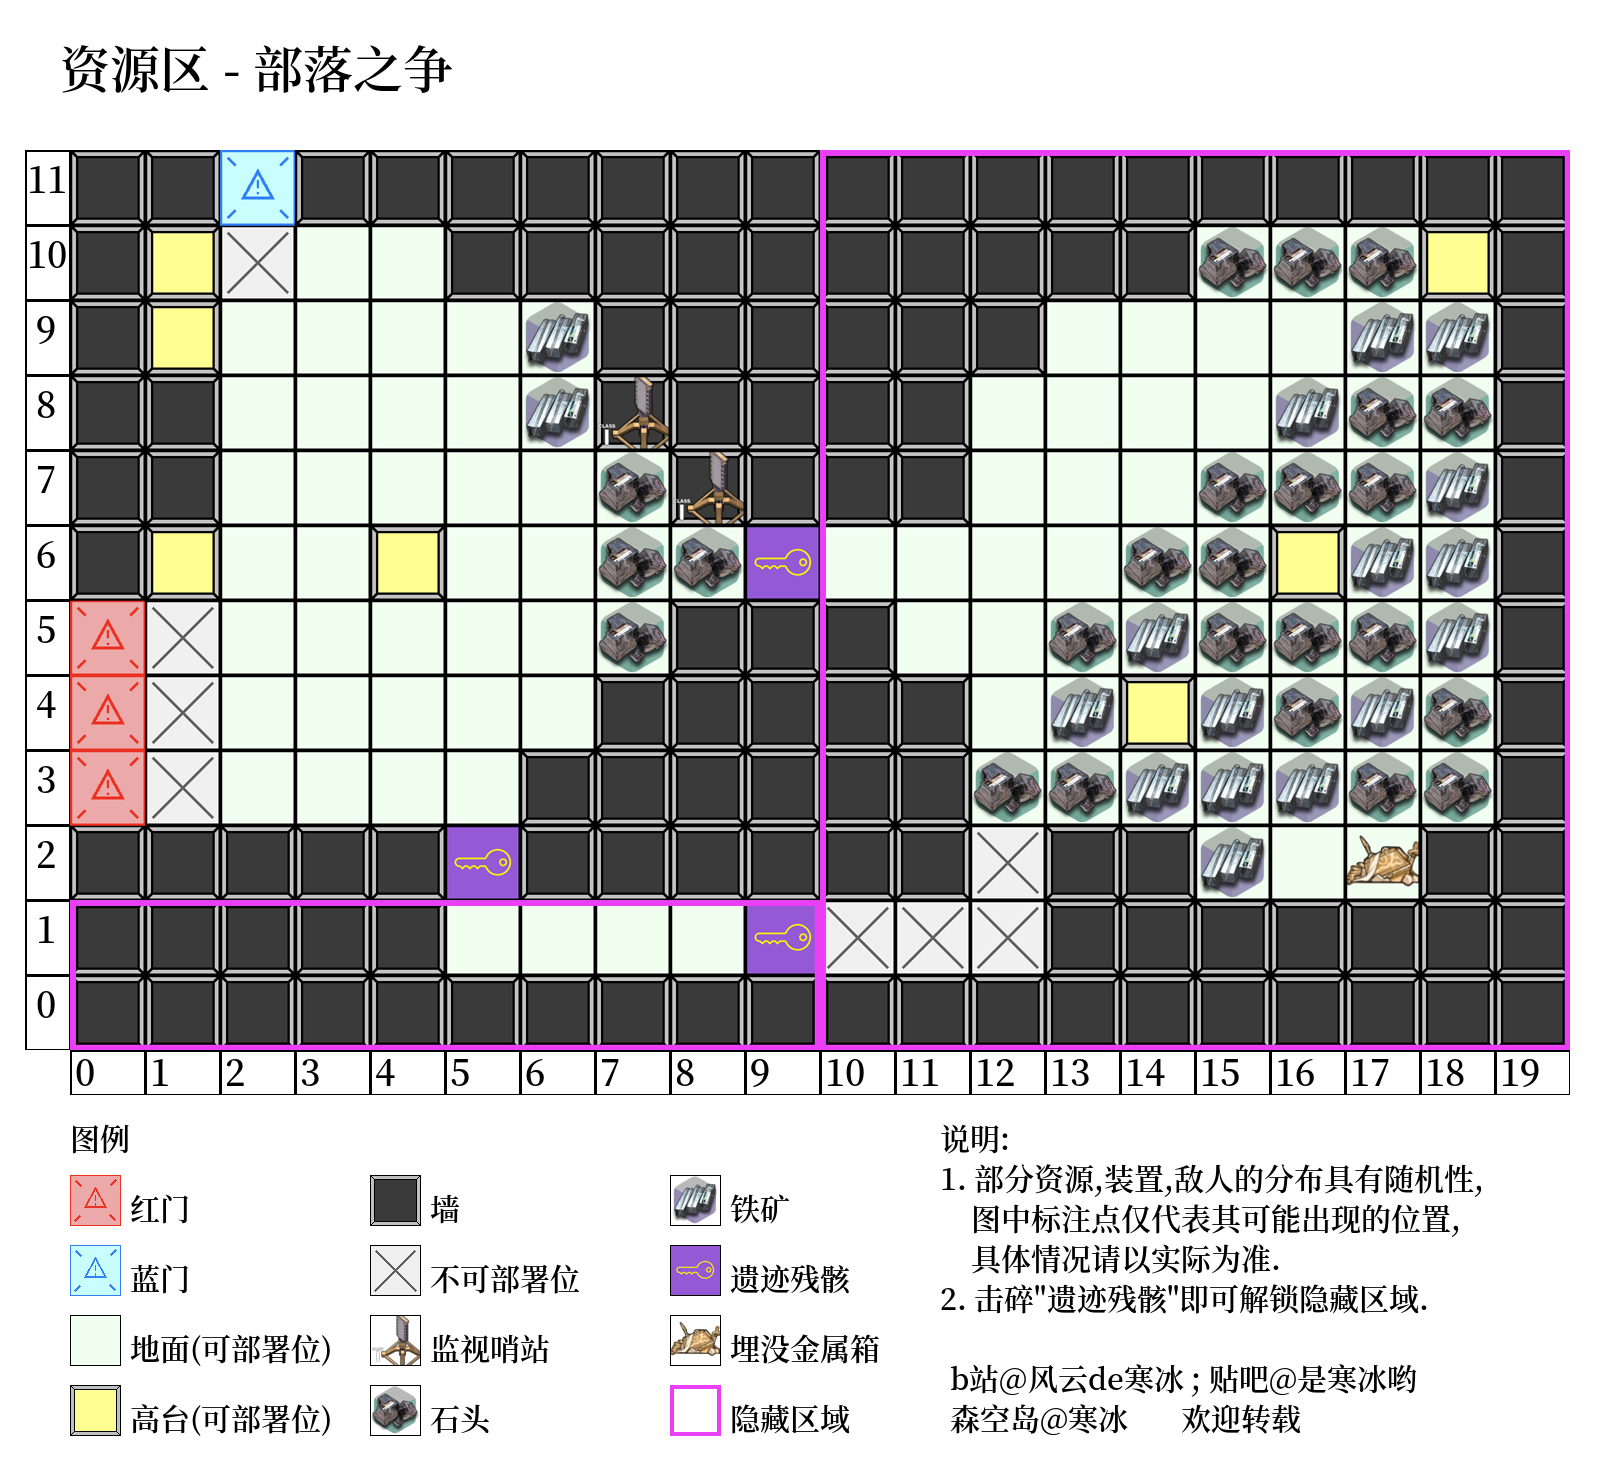 资源区 - 部落之争
11
10
9
8
CLASS
I
7
CLASS
I
6
5
4
3
2
1
0
0 1 2 3 4 5 6 7 8 9 10 11 12 13 14 15 16 17 18 19
图例
红门 墙 铁矿
蓝门 不可部署位 遗迹残骸
地面(可部署位) 监视哨站 埋没金属箱
高台(可部署位) 石头 隐藏区域
说明:
1. 部分资源,装置,敌人的分布具有随机性,
图中标注点仅代表其可能出现的位置,
具体情况请以实际为准.
2. 击碎"遗迹残骸"即可解锁隐藏区域.
b站@风云de寒冰 ; 贴吧@是寒冰哟
森空岛@寒冰 欢迎转载